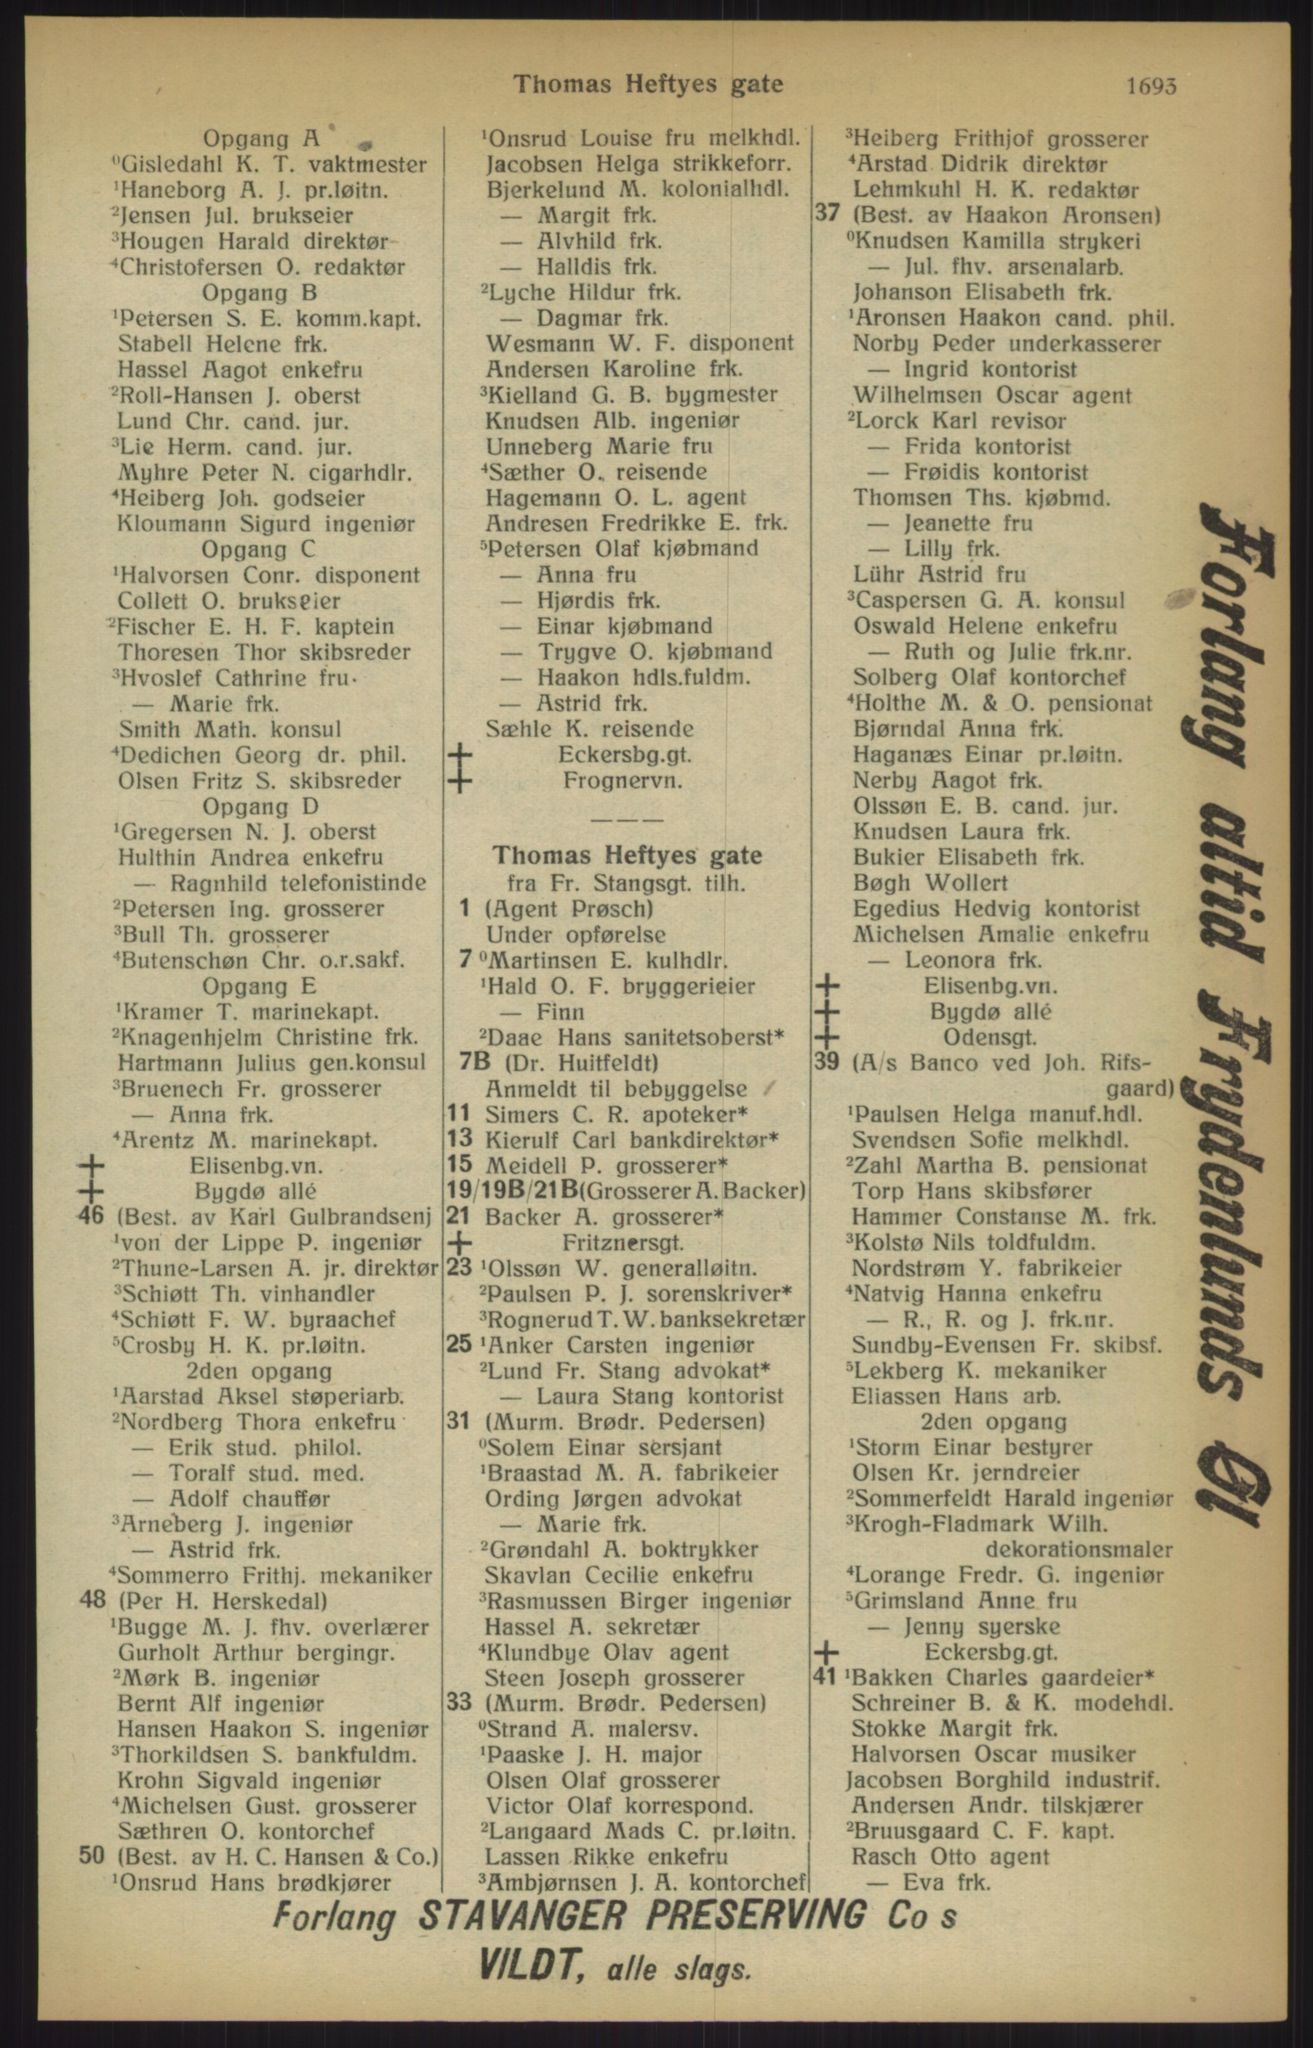 Thomas Heftyes gate
1693
Opgang A
⁰Gisledahl K. T. vaktmester
¹Haneborg A. J. pr.løitn.
²Jensen Jul. brukseier
³Hougen Harald direktør
⁴Christofersen O. redaktør
Opgang B
¹Petersen S. E. komm.kapt.
Stabell Helene frk.
Hassel Aagot enkefru
²Roll-Hansen J. oberst
Lund Chr. cand. jur.
³Lie Herm. cand. jur.
Myhre Peter N. cigarhdlr.
⁴Heiberg Joh. godseier
Kloumann Sigurd ingeniør
Opgang C
¹Halvorsen Conr. disponent
Collett O. brukseier
²Fischer E. H. F. kaptein
Thoresen Thor skibsreder
³Hvoslef Cathrine fru
— Marie frk.
Smith Math. konsul
⁴Dedichen Georg dr. phil.
Olsen Fritz S. skibsreder
Opgang D
¹Gregersen N. J. oberst
Hulthin Andrea enkefru
— Ragnhild telefonistinde
²Petersen Ing. grosserer
³Bull Th. grosserer
⁴Butenschøn Chr. o.r.sakf.
Opgang E
¹Kramer T. marinekapt.
²Knagenhjelm Christine frk.
Hartmann Julius gen.konsul
³Bruenech Fr. grosserer
— Anna frk.
⁴Arentz M. marinekapt.
+ Elisenbg.vn.
+ Bygdø allé
46 (Best. av Karl Gulbrandsenj
¹von der Lippe P. ingeniør
²Thune-Larsen A. jr. direktør
³Schiøtt Th. vinhandler
⁴Schiøtt F. W. byraachef
⁵Crosby H. K. pr.løitn.
2den opgang
¹Aarstad Aksel støperiarb.
²Nordberg Thora enkefru
— Erik stud. philol.
— Toralf stud. med.
— Adolf chauffør
³Arneberg J. ingeniør
— Astrid frk.
⁴Sommerro Frithj. mekaniker
48 (Per H. Herskedal)
¹Bugge M. J. fhv. overlærer
Gurholt Arthur bergingr.
²Mørk B. ingeniør
Bernt Alf ingeniør
Hansen Haakon S. ingeniør
³Thorkildsen S. bankfuldm.
Krohn Sigvald ingeniør
⁴Michelsen Gust. grosserer
Sæthren O. kontorchef
50 (Best. av H. C. Hansen & Co.)
¹Onsrud Hans brødkjører
¹Onsrud Louise fru melkhdl.
Jacobsen Helga strikkeforr.
Bjerkelund M. kolonialhdl.
— Margit frk.
— Alvhild frk.
— Halldis frk.
²Lyche Hildur frk.
— Dagmar frk.
Wesmann W. F. disponent
Andersen Karoline frk.
³Kielland G. B. bygmester
Knudsen Alb. ingeniør
Unneberg Marie fru
⁴Sæther O. reisende
Hagemann O. L. agent
Andresen Fredrikke E. frk.
⁵Petersen Olaf kjøbmand
— Anna fru
— Hjørdis frk.
— Einar kjøbmand
— Trygve O. kjøbmand
— Haakon hdls.fuldm.
— Astrid frk.
Sæhle K. reisende
+ Eckersbg.gt.
+ Frognervn.
— — —
Thomas Heftyes gate
fra Fr. Stangsgt. tilh.
1 (Agent Prøsch)
Under opførelse
7 ⁰Martinsen E. kulhdlr.
¹Hald O. F. bryggerieier
— Finn
²Daae Hans sanitetsoberst*
7B (Dr. Huitfeldt)
Anmeldt til bebyggelse
11 Simers C. R. apoteker*
13 Kierulf Carl bankdirektør*
15 Meidell P. grosserer*
19/19B/21B (Grosserer A. Backer)
21 Backer A. grosserer*
+ Fritznersgt.
23 ¹Olssøn W. generalløitn.
²Paulsen P. J. sorenskriver*
³Rognerud T. W. banksekretær
25 ¹Anker Carsten ingeniør
²Lund Fr. Stang advokat*
— Laura Stang kontorist
31 (Murm. Brødr. Pedersen)
⁰Solem Einar sersjant
¹Braastad M. A. fabrikeier
Ording Jørgen advokat
— Marie frk.
²Grøndahl A. boktrykker
Skavlan Cecilie enkefru
³Rasmussen Birger ingeniør
Hassel A. sekretær
⁴Klundbye Olav agent
Steen Joseph grosserer
33 (Murm. Brødr. Pedersen)
⁰Strand A. malersv.
¹Paaske J. H. major
Olsen Olaf grosserer
Victor Olaf korrespond.
²Langaard Mads C. pr.løitn.
Lassen Rikke enkefru
³Ambjørnsen J. A. kontorchef
³Heiberg Frithjof grosserer
⁴Arstad Didrik direktør
Lehmkuhl H. K. redaktør
37 (Best. av Haakon Aronsen)
⁰Knudsen Kamilla strykeri
— Jul. fhv. arsenalarb.
Johanson Elisabeth frk.
¹Aronsen Haakon cand. phil.
Norby Peder underkasserer
— Ingrid kontorist
Wilhelmsen Oscar agent
²Lorck Karl revisor
— Frida kontorist
— Frøidis kontorist
Thomsen Ths. kjøbmd.
— Jeanette fru
— Lilly frk.
Lühr Astrid fru
³Caspersen G. A. konsul
Oswald Helene enkefru
— Ruth og Julie frk.nr.
Solberg Olaf kontorchef
⁴Holthe M. & O. pensionat
Bjørndal Anna frk.
Haganæs Einar pr.løitn.
Nerby Aagot frk.
Olssøn E. B. cand. jur.
Knudsen Laura frk.
Bukier Elisabeth frk.
Bøgh Wollert
Egedius Hedvig kontorist
Michelsen Amalie enkefru
— Leonora frk.
+ Elisenbg.vn.
+ Bygdø allé
+ Odensgt.
39 (A/s Banco ved Joh. Rifs-
gaard)
¹Paulsen Helga manuf.hdl.
Svendsen Sofie melkhdl.
²Zahl Martha B. pensionat
Torp Hans skibsfører
Hammer Constanse M. frk.
³Kolstø Nils toldfuldm.
Nordstrøm Y. fabrikeier
⁴Natvig Hanna enkefru
— R., R. og J. frk.nr.
Sundby-Evensen Fr. skibsf.
⁵Lekberg K. mekaniker
Eliassen Hans arb.
2den opgang
¹Storm Einar bestyrer
Olsen Kr. jerndreier
²Sommerfeldt Harald ingeniør
³Krogh-Fladmark Wilh.
dekorationsmaler
⁴Lorange Fredr. G. ingeniør
⁵Grimsland Anne fru
— Jenny syerske
+ Eckersbg.gt.
41 ¹Bakken Charles gaardeier*
Schreiner B. & K. modehdl.
Stokke Margit frk.
Halvorsen Oscar musiker
Jacobsen Borghild industrif.
Andersen Andr. tilskjærer
²Bruusgaard C. F. kapt.
Rasch Otto agent
— Eva frk.
Forlang altid Frydenlunds Øl
Forlang STAVANGER PRESERVING Co s
VILDT, alle slags.